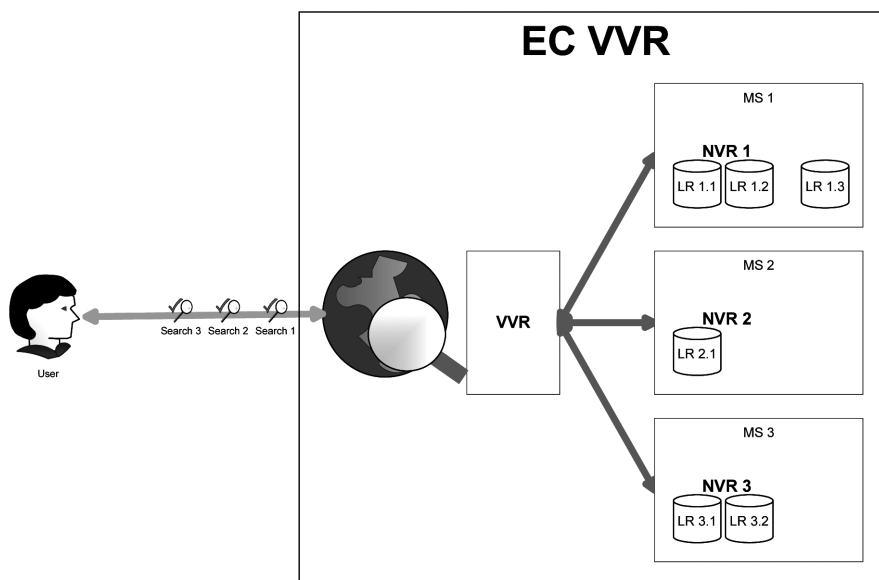 EC VVR
MS 1
NVR 1
LR 1.1 LR 1.2 LR 1.3
MS 2
NVR 2
LR 2.1
MS 3
NVR 3
LR 3.1 LR 3.2
VVR
Search 3 Search 2 Search 1
User